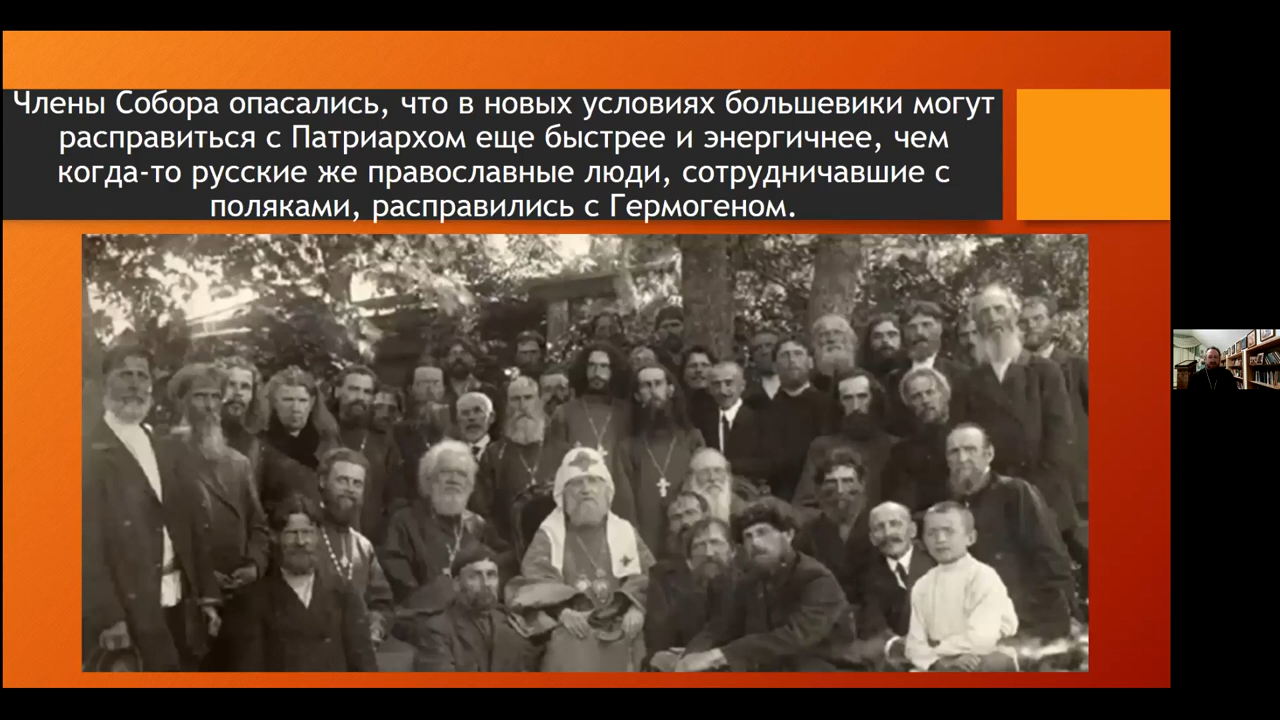 Члены Собора опасались, что в новых условиях большевики могут
расправиться с Патриархом еще быстрее и энергичнее, чем
когда-то русские же православные люди, сотрудничавшие с
поляками, расправились с Гермогеном.